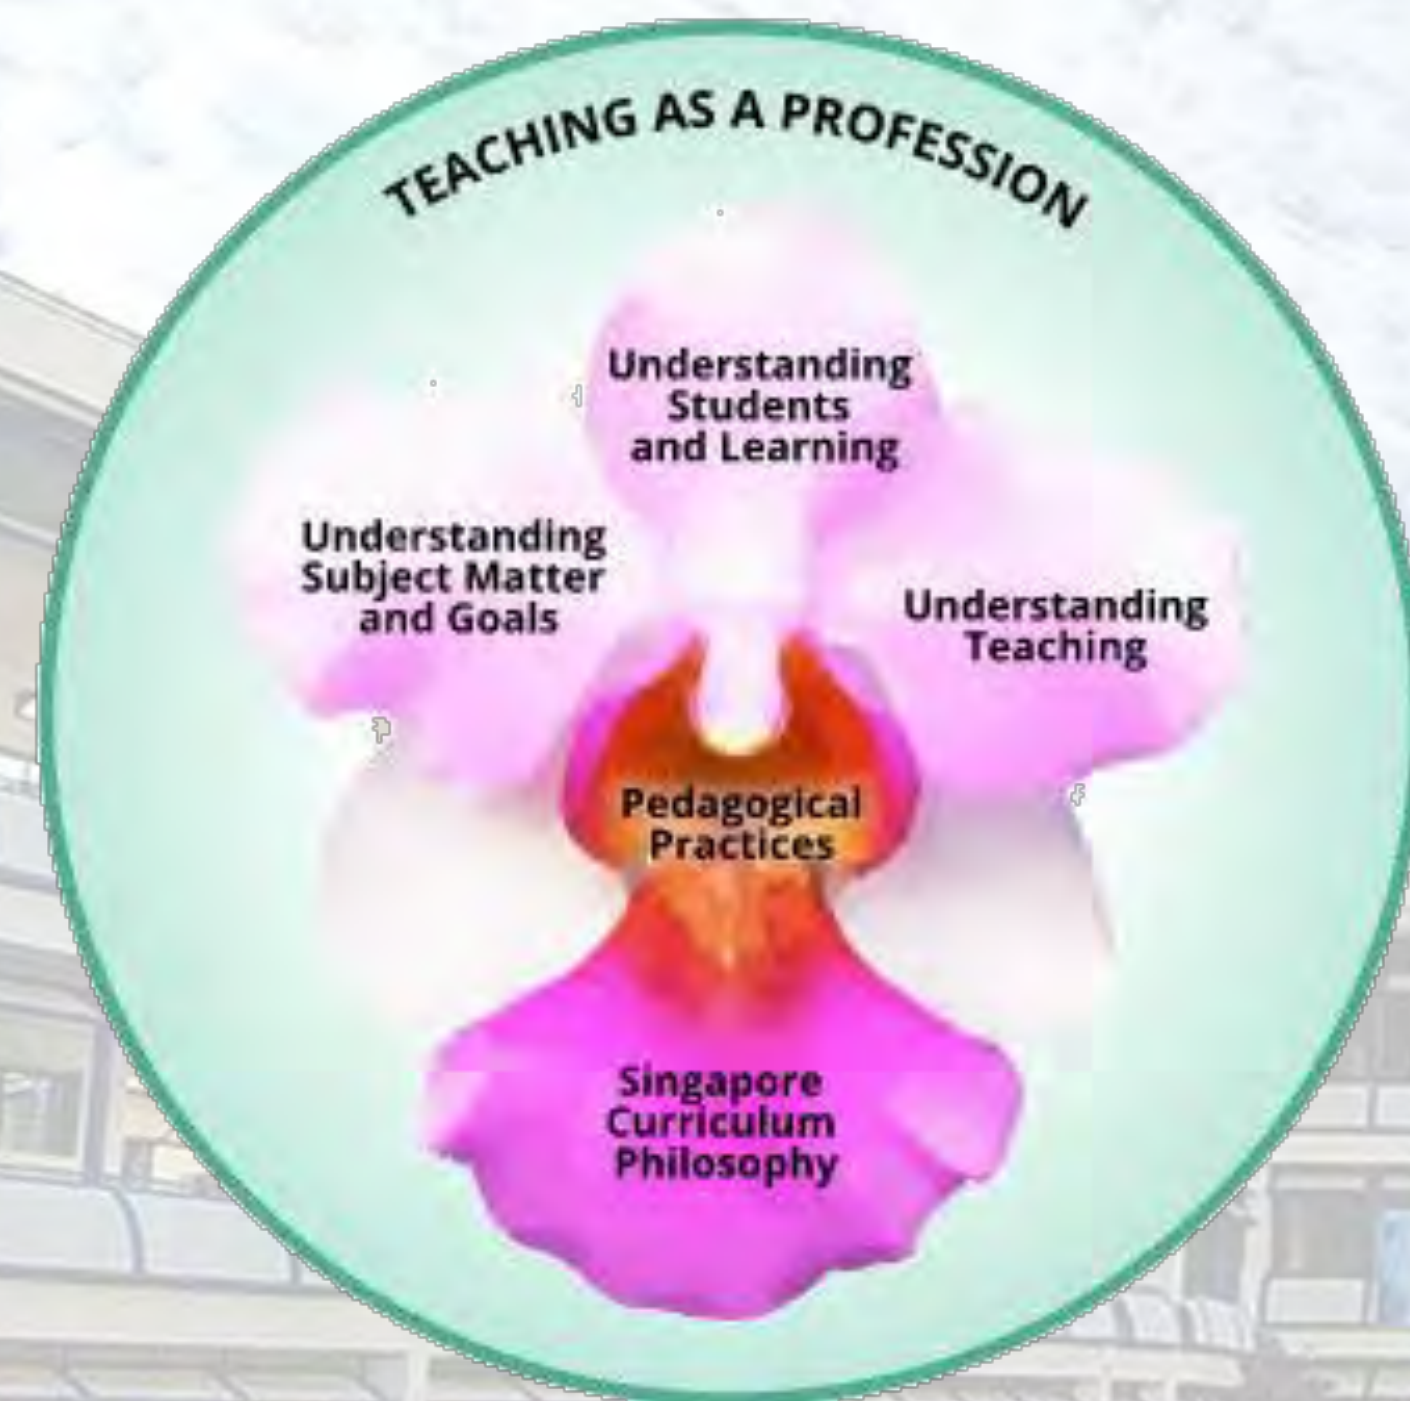 TEACHING AS A PROFESSION
Understanding
Students
and Learning
Understanding
Subject Matter
and Goals
Understanding
Teaching
Pedagogical
Practices
Singapore
Curriculum
Philosophy